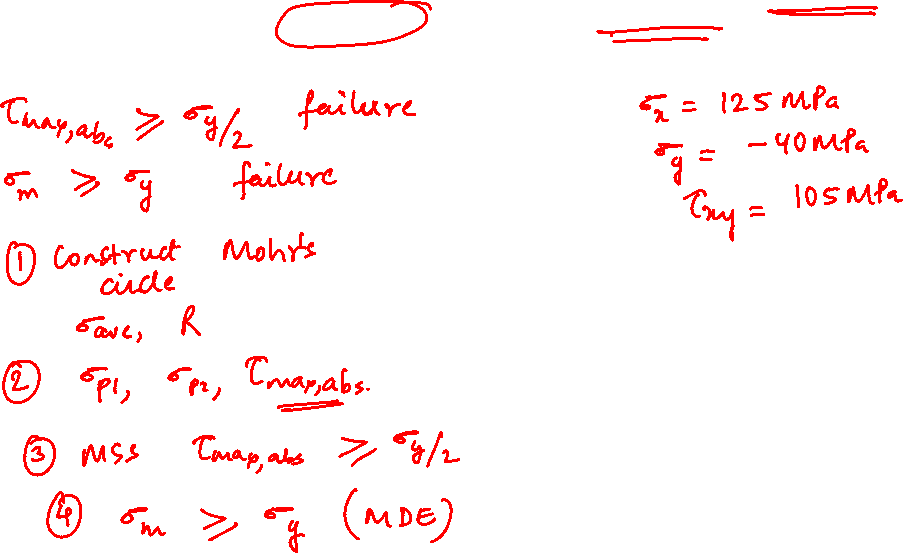 τmax,abs ≥ σy/2 failure
σm ≥ σy failure
① Construct Mohr's
circle
σave, R
② σp1, σp2, τmax,abs.
③ MSS τmax,abs ≥ σy/2
④ σm ≥ σy (MDE)
σx = 125 MPa
σy = -40 MPa
τxy = 105 MPa